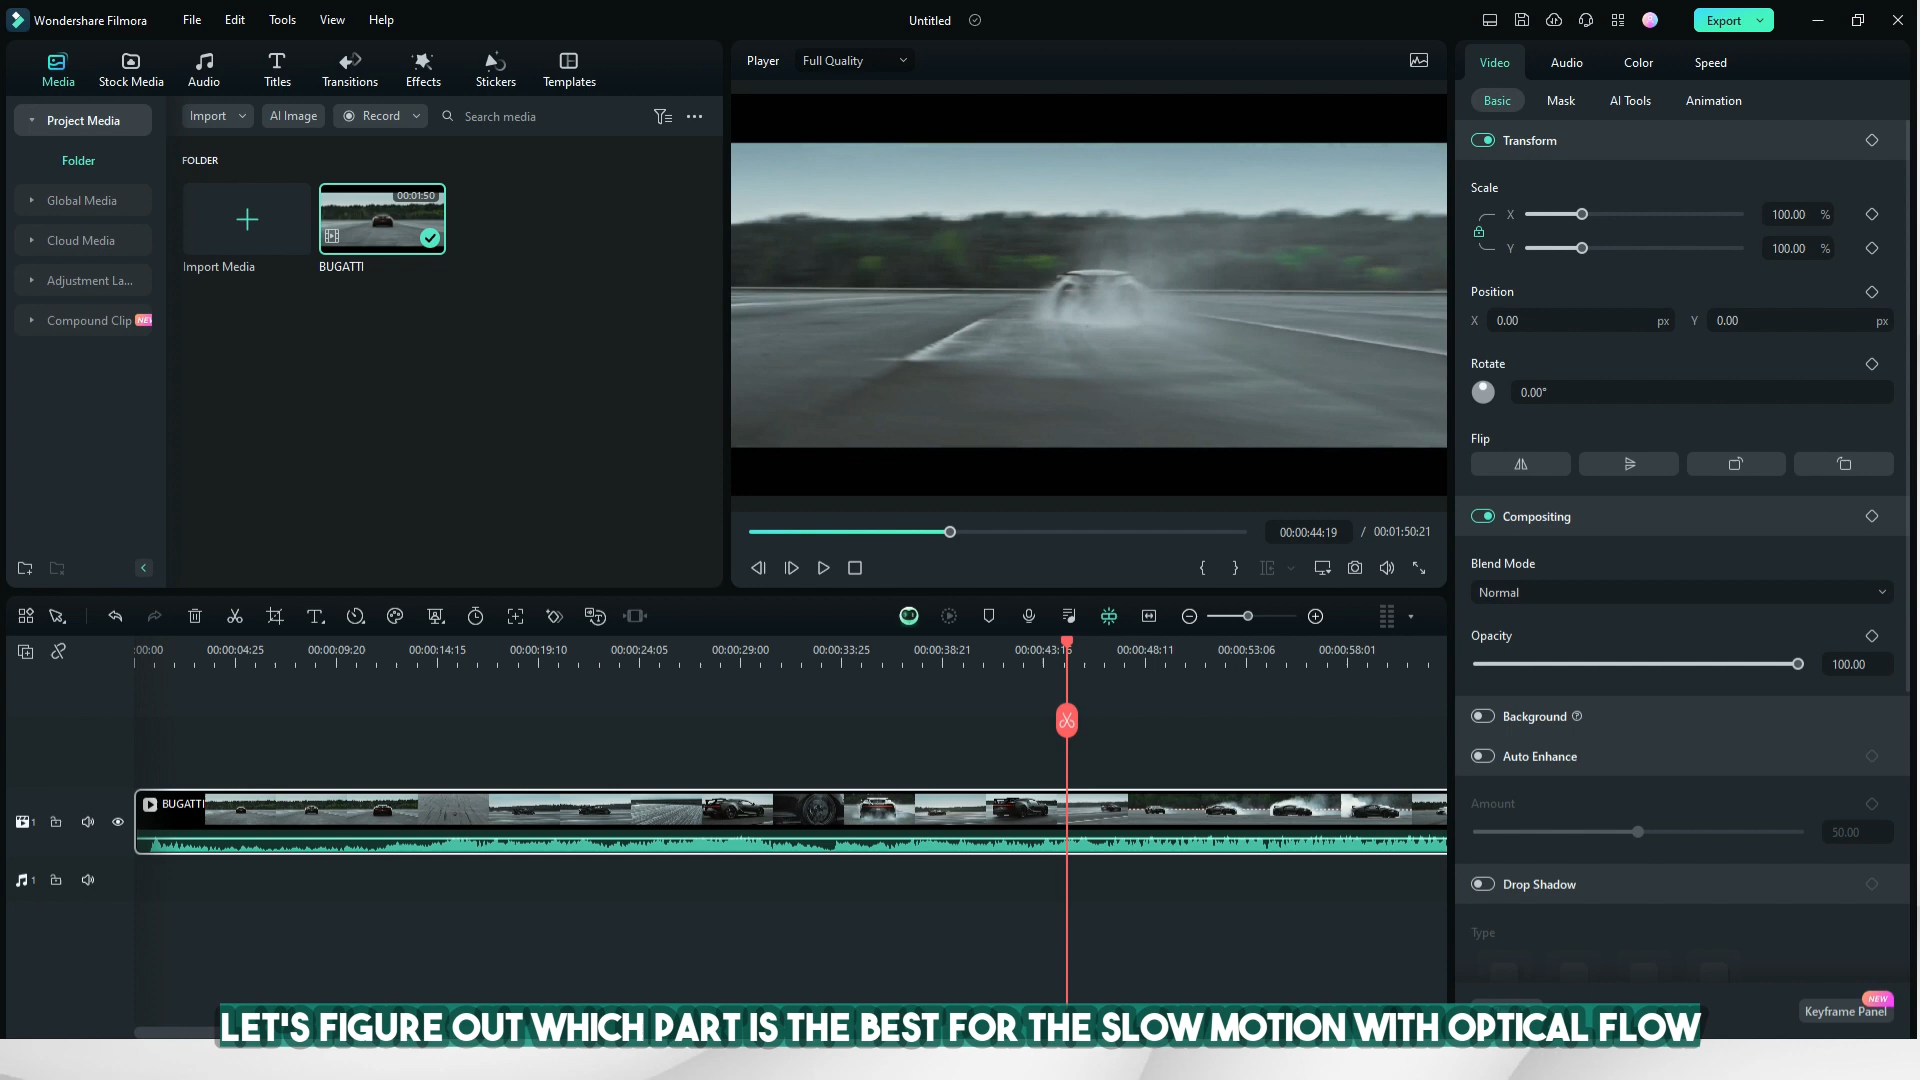 Wondershare Filmora File Edit Tools View Help Untitled Export
Media Stock Media Audio Titles Transitions Effects Stickers Templates
Project Media
Folder
Global Media
Cloud Media
Adjustment La...
Compound Clip NEW
Import AI Image Record Search media
FOLDER
00:01:50
Import Media BUGATTI
Player Full Quality
00:00:44:19 / 00:01:50:21
Video Audio Color Speed
Basic Mask AI Tools Animation
Transform
Scale
X 100.00 %
Y 100.00 %
Position
X 0.00 px Y 0.00 px
Rotate
0.00°
Flip
Compositing
Blend Mode
Normal
Opacity
100.00
Background
Auto Enhance
Amount
50.00
Drop Shadow
Type
NEW
Keyframe Panel
:00:00 00:00:04:25 00:00:09:20 00:00:14:15 00:00:19:10 00:00:24:05 00:00:29:00 00:00:33:25 00:00:38:21 00:00:43:15 00:00:48:11 00:00:53:06 00:00:58:01
BUGATTI
1
1
LET'S FIGURE OUT WHICH PART IS THE BEST FOR THE SLOW MOTION WITH OPTICAL FLOW